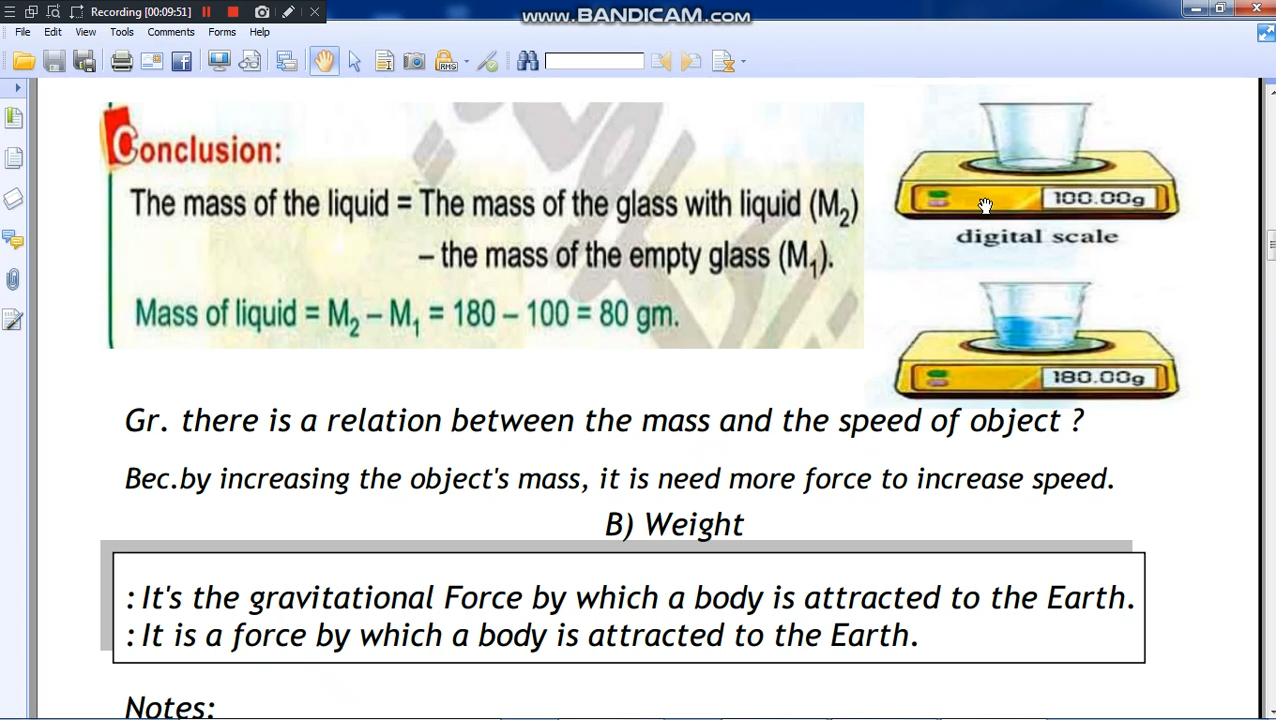 Recording [00:09:51]
www.BANDICAM.com
File Edit View Tools Comments Forms Help
RMS
Conclusion:
The mass of the liquid = The mass of the glass with liquid (M2)
– the mass of the empty glass (M1).
Mass of liquid = M2 – M1 = 180 – 100 = 80 gm.
100.00g
digital scale
180.00g
Gr. there is a relation between the mass and the speed of object ?
Bec.by increasing the object's mass, it is need more force to increase speed.
B) Weight
: It's the gravitational Force by which a body is attracted to the Earth.
: It is a force by which a body is attracted to the Earth.
Notes: